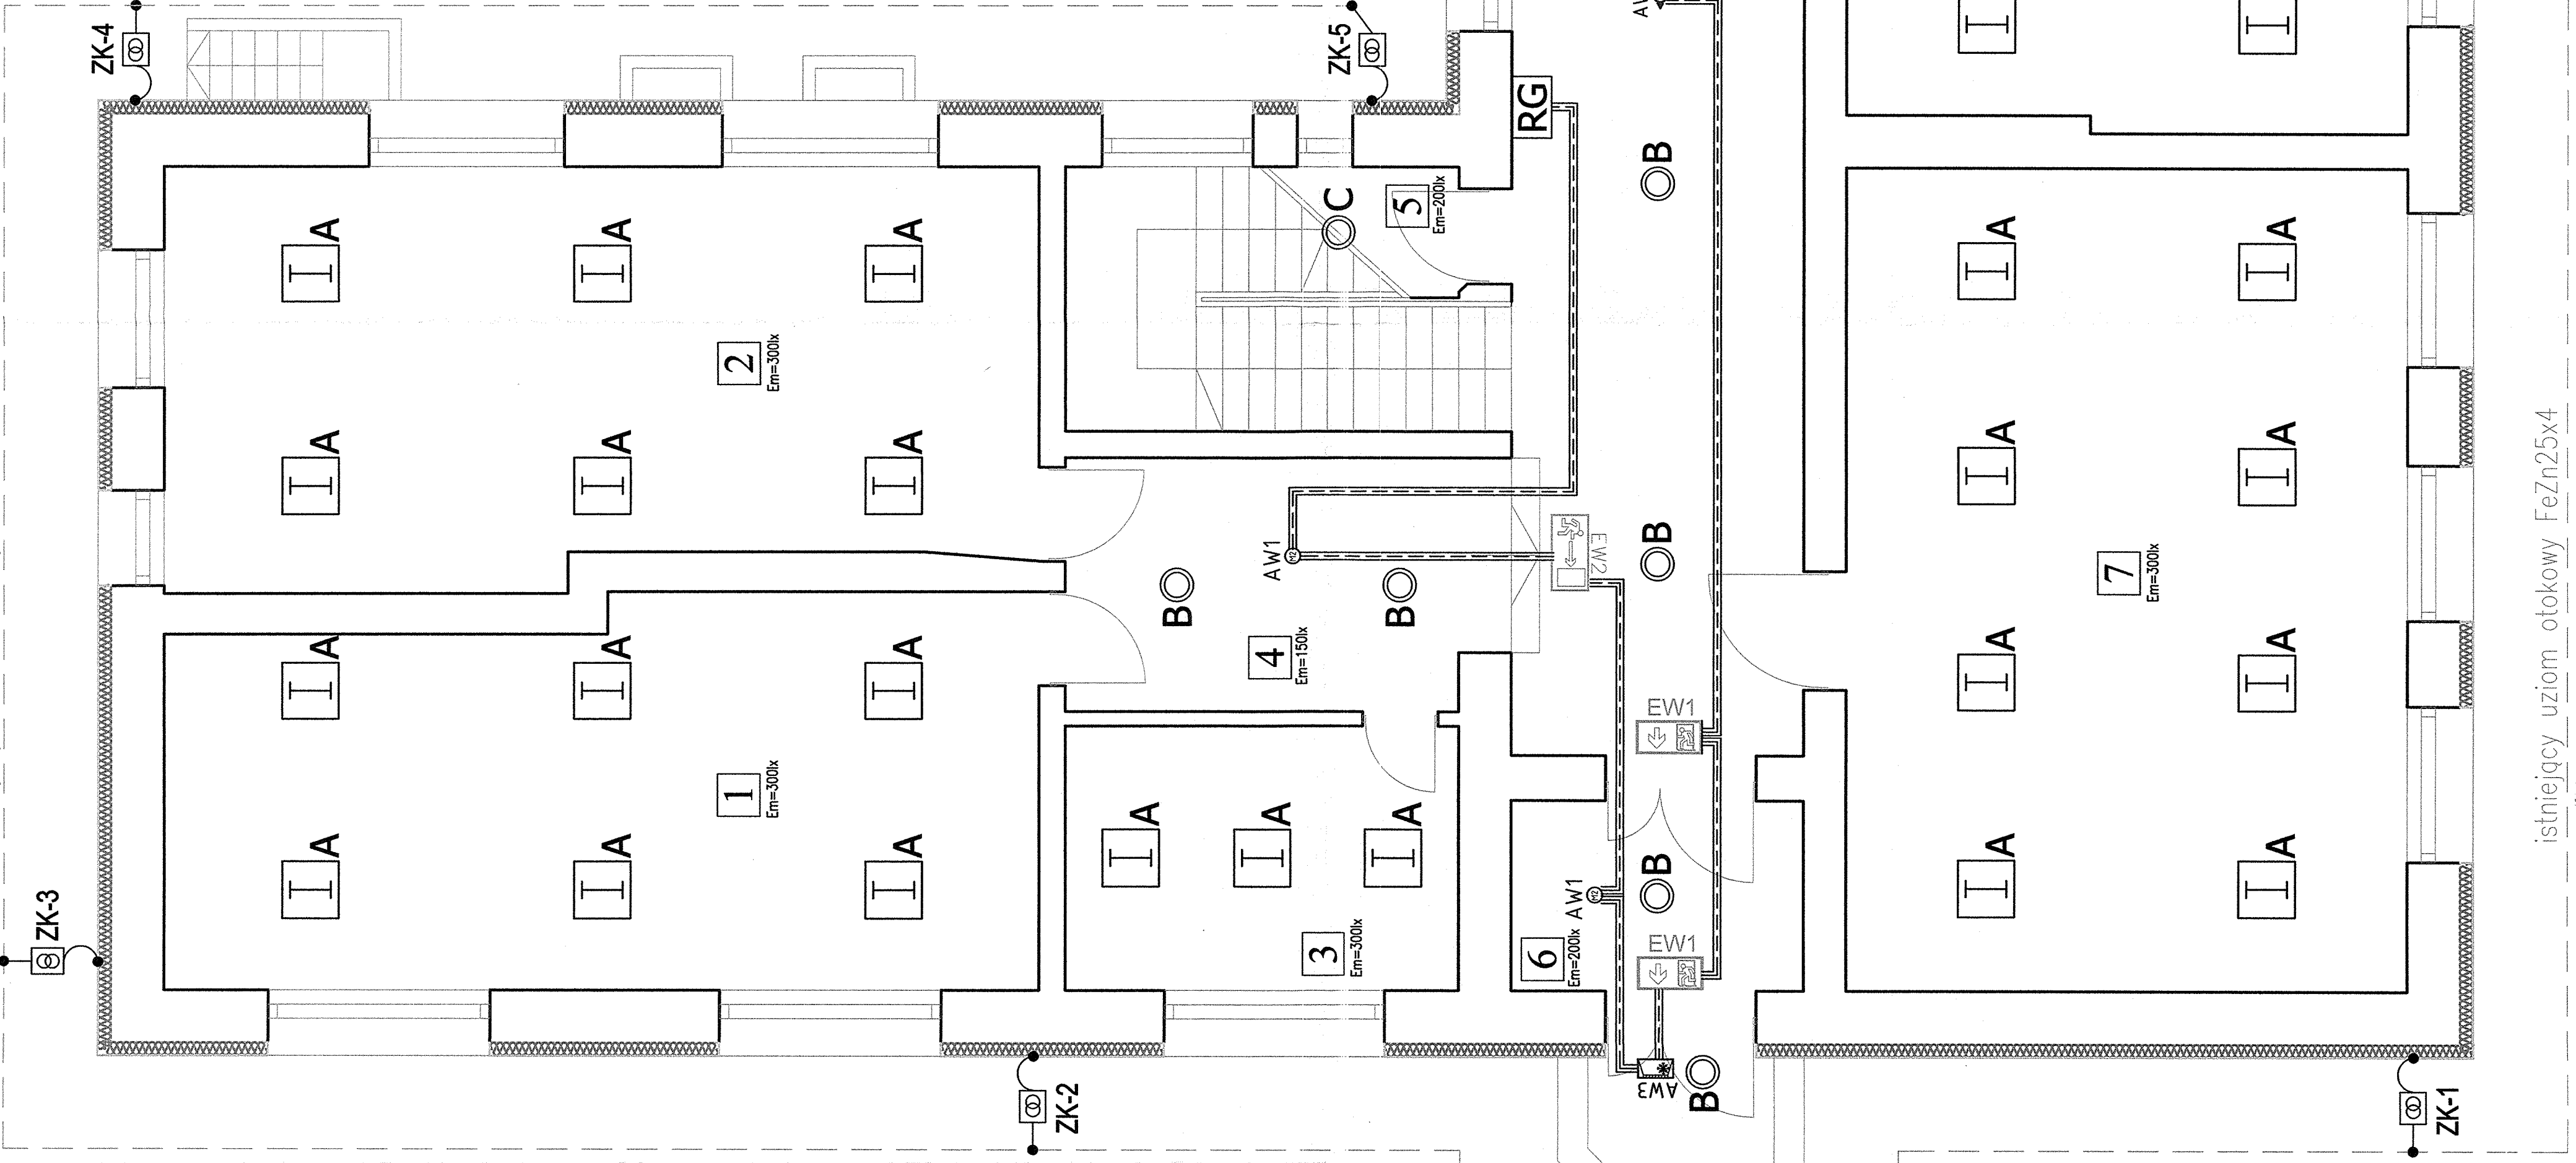 ZK-4
ZK-5
AW
RG
B
A
A
A
C
5
Em=200lx
A
A
2
Em=300lx
A
A
A
A
A
AW1
EW2
B
B
B
7
Em=300lx
istniejący uziom otokowy FeZn25x4
A
A
A
4
Em=150lx
A
A
EW1
1
Em=300lx
A
A
A
A
A
A
AW1
B
A
A
ZK-3
3
Em=300lx
6
Em=200lx
EW1
AW3
B
ZK-2
ZK-1